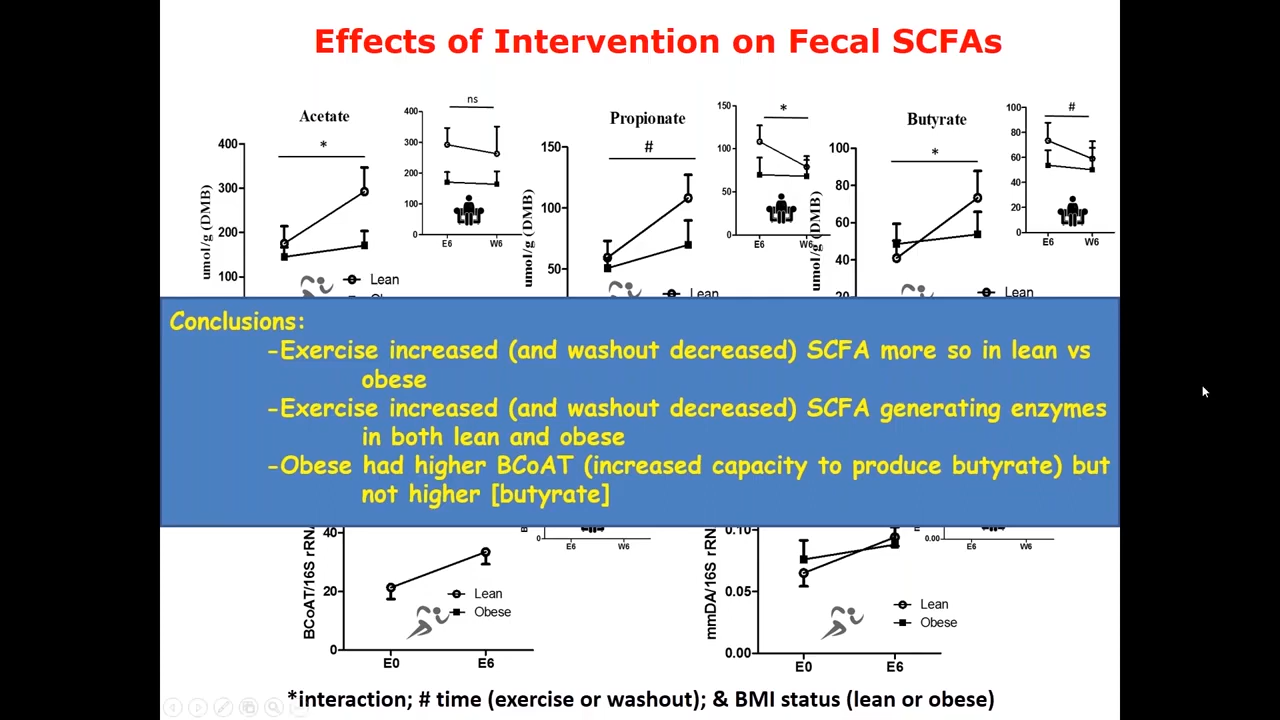 Effects of Intervention on Fecal SCFAs
Acetate
*
400
300
200
100
umol/g (DMB)
Lean
ns
400
300
200
100
0
E6 W6
Propionate
#
150
100
50
umol/g (DMB)
Lean
*
150
100
50
0
E6 W6
Butyrate
*
100
80
60
40
20
umol/g (DMB)
Lean
#
100
80
60
40
20
0
E6 W6
Conclusions:
-Exercise increased (and washout decreased) SCFA more so in lean vs
obese
-Exercise increased (and washout decreased) SCFA generating enzymes
in both lean and obese
-Obese had higher BCoAT (increased capacity to produce butyrate) but
not higher [butyrate]
40
20
0
BCoAT/16S rRNA
Lean
Obese
E0 E6
0
E6 W6
0.10
0.05
0.00
mmDA/16S rRN
Lean
Obese
E0 E6
0.00
E6 W6
*interaction; # time (exercise or washout); & BMI status (lean or obese)